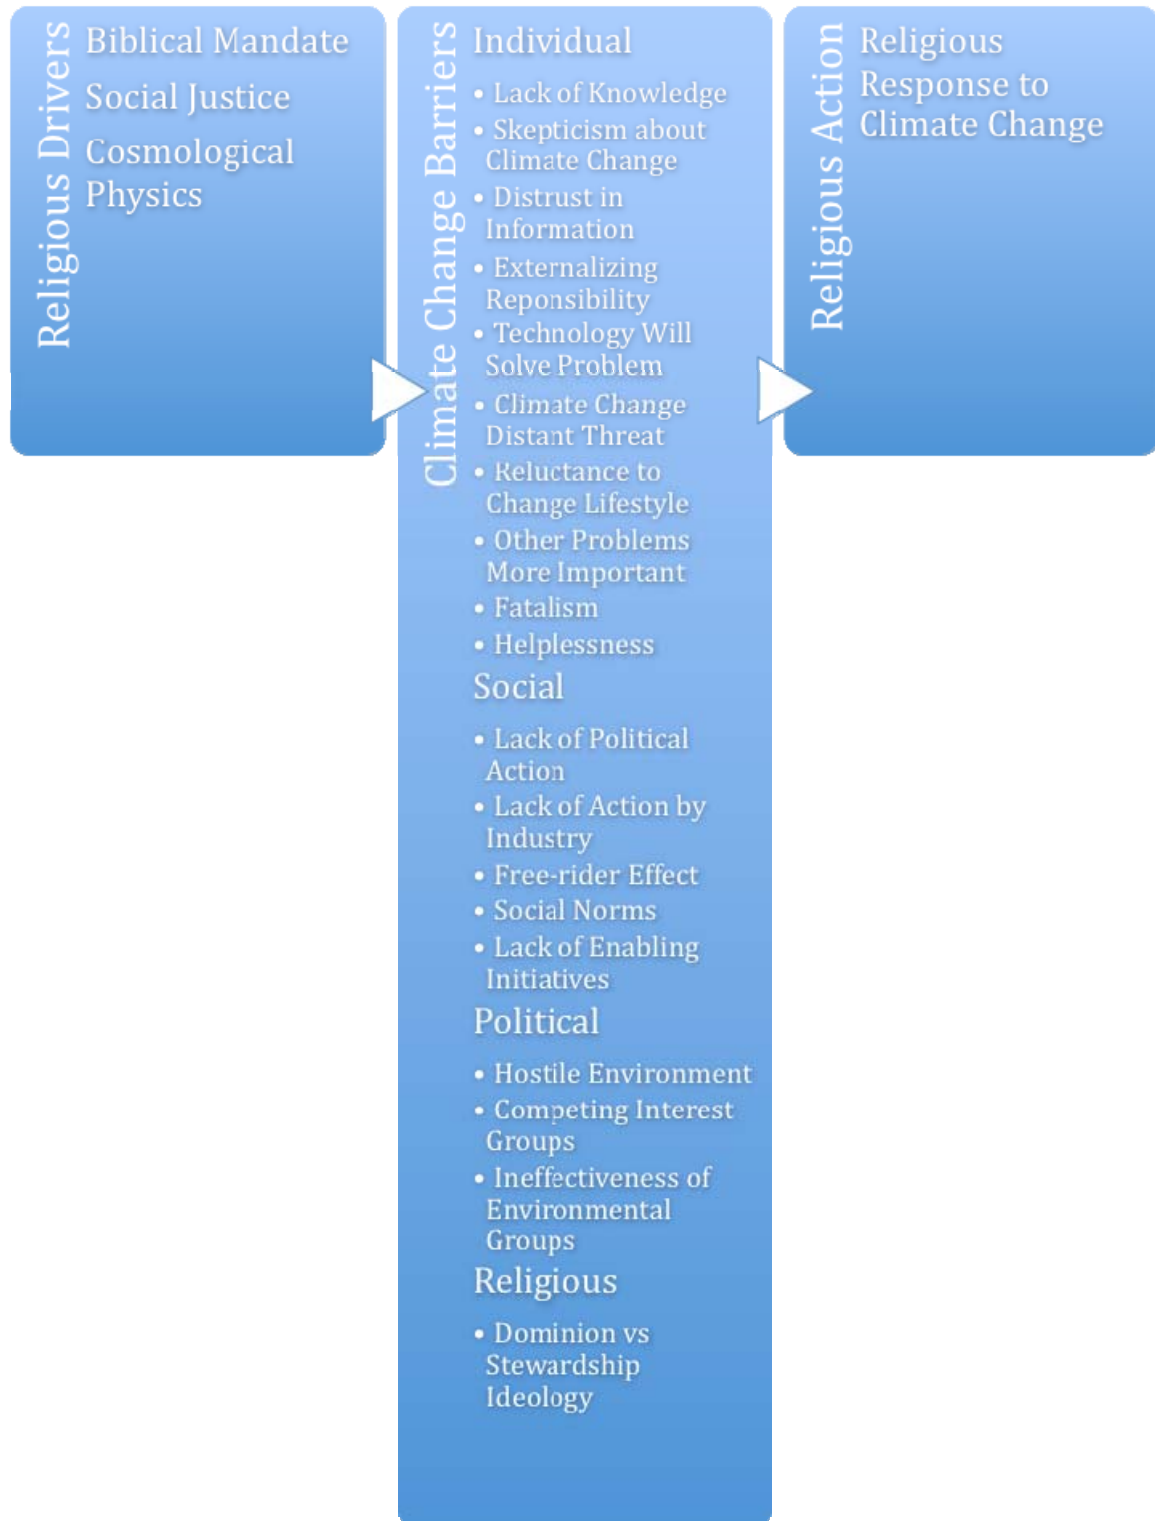 Religious Drivers
Biblical Mandate
Social Justice
Cosmological
Physics
Climate Change Barriers
Individual
• Lack of Knowledge
• Skepticism about
Climate Change
• Distrust in
Information
• Externalizing
Reponsibility
• Technology Will
Solve Problem
• Climate Change
Distant Threat
• Reluctance to
Change Lifestyle
• Other Problems
More Important
• Fatalism
• Helplessness
Social
• Lack of Political
Action
• Lack of Action by
Industry
• Free-rider Effect
• Social Norms
• Lack of Enabling
Initiatives
Political
• Hostile Environment
• Competing Interest
Groups
• Ineffectiveness of
Environmental
Groups
Religious
• Dominion vs
Stewardship
Ideology
Religious Action
Religious
Response to
Climate Change